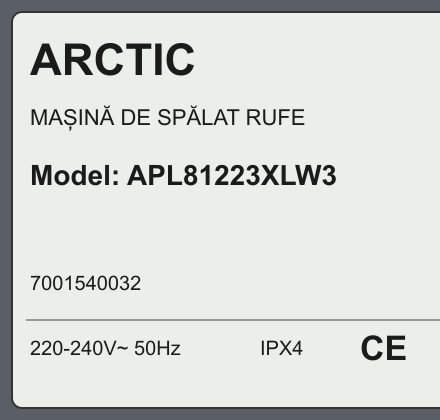 ARCTIC
MAȘINĂ DE SPĂLAT RUFE
Model: APL81223XLW3
7001540032
220-240V~ 50Hz IPX4 CE